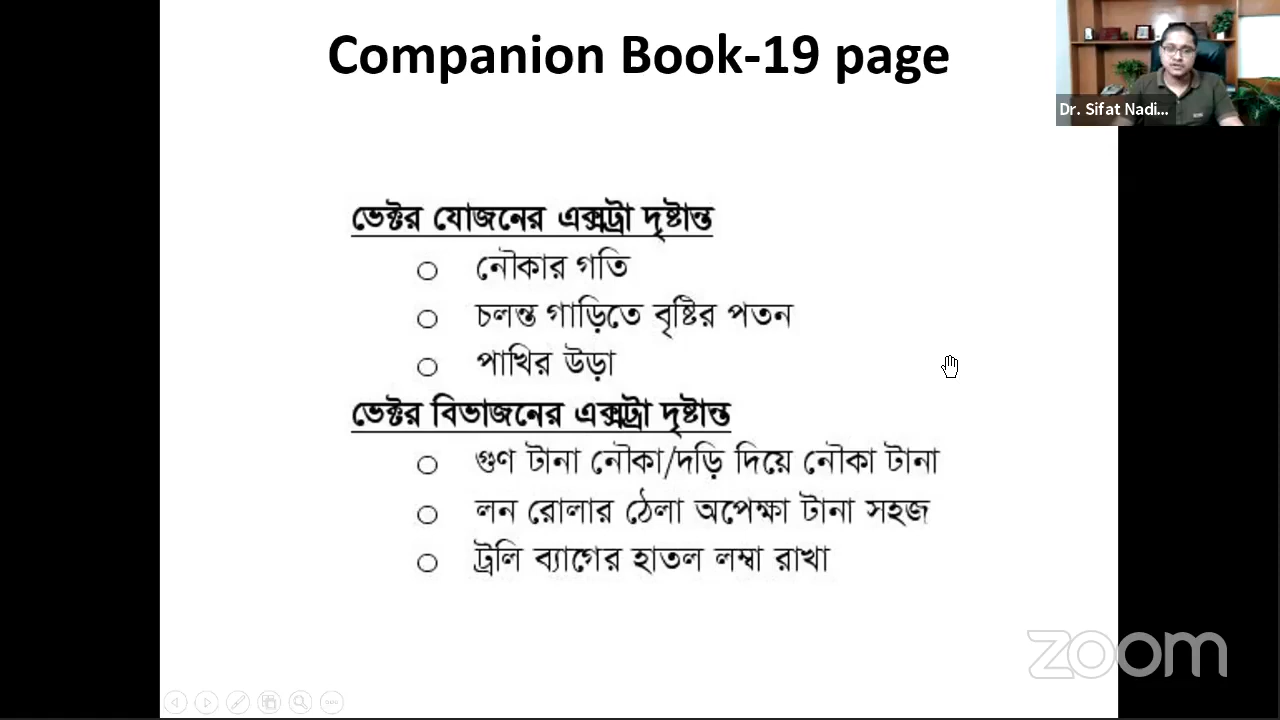 Companion Book-19 page
Dr. Sifat Nadi...
ভেক্টর যোজনের এক্সট্রা দৃষ্টান্ত
নৌকার গতি
চলন্ত গাড়িতে বৃষ্টির পতন
পাখির উড়া
ভেক্টর বিভাজনের এক্সট্রা দৃষ্টান্ত
গুণ টানা নৌকা/দড়ি দিয়ে নৌকা টানা
লন রোলার ঠেলা অপেক্ষা টানা সহজ
ট্রলি ব্যাগের হাতল লম্বা রাখা
zoom